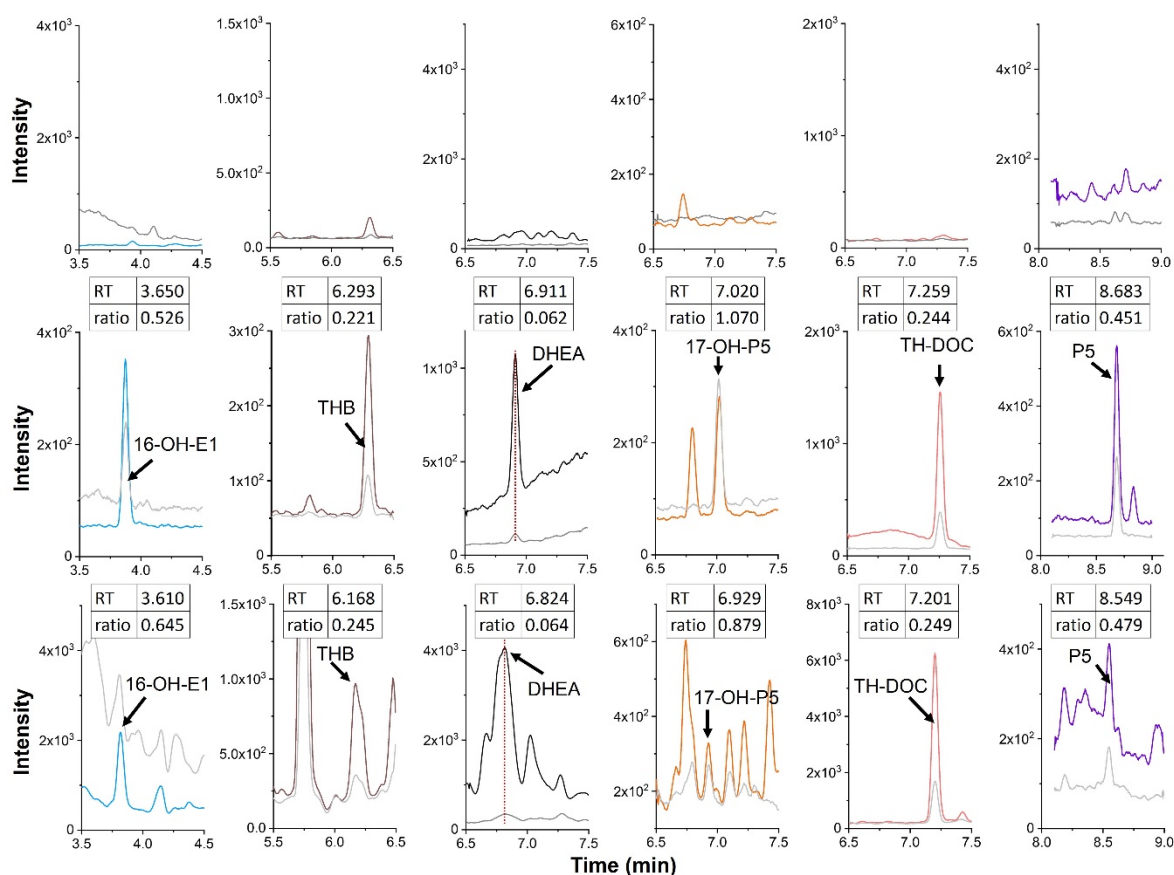 Intensity
4x10³
2x10³
0
3.5 4.0 4.5
1.5x10³
1.0x10³
5.0x10²
0.0
5.5 6.0 6.5
4x10³
2x10³
0
6.5 7.0 7.5
6x10²
4x10²
2x10²
0
6.5 7.0 7.5
2x10³
1x10³
0
6.5 7.0 7.5
4x10²
2x10²
0
8.0 8.5 9.0
RT 3.650
ratio 0.526
RT 6.293
ratio 0.221
RT 6.911
ratio 0.062
RT 7.020
ratio 1.070
RT 7.259
ratio 0.244
RT 8.683
ratio 0.451
4x10²
2x10²
0
16-OH-E1
3.5 4.0 4.5
3x10²
2x10²
1x10²
0
THB
5.5 6.0 6.5
1x10³
5x10²
0
DHEA
6.5 7.0 7.5
4x10²
2x10²
0
17-OH-P5
6.5 7.0 7.5
2x10³
1x10³
0
TH-DOC
6.5 7.0 7.5
6x10²
4x10²
2x10²
0
P5
8.0 8.5 9.0
RT 3.610
ratio 0.645
RT 6.168
ratio 0.245
RT 6.824
ratio 0.064
RT 6.929
ratio 0.879
RT 7.201
ratio 0.249
RT 8.549
ratio 0.479
Intensity
4x10³
2x10³
0
16-OH-E1
3.5 4.0 4.5
1.5x10³
1.0x10³
5.0x10²
0.0
THB
5.5 6.0 6.5
4x10³
2x10³
0
DHEA
6.5 7.0 7.5
6x10²
4x10²
2x10²
17-OH-P5
6.5 7.0 7.5
8x10³
6x10³
4x10³
2x10³
0
TH-DOC
6.5 7.0 7.5
4x10²
2x10²
0
P5
8.0 8.5 9.0
Time (min)